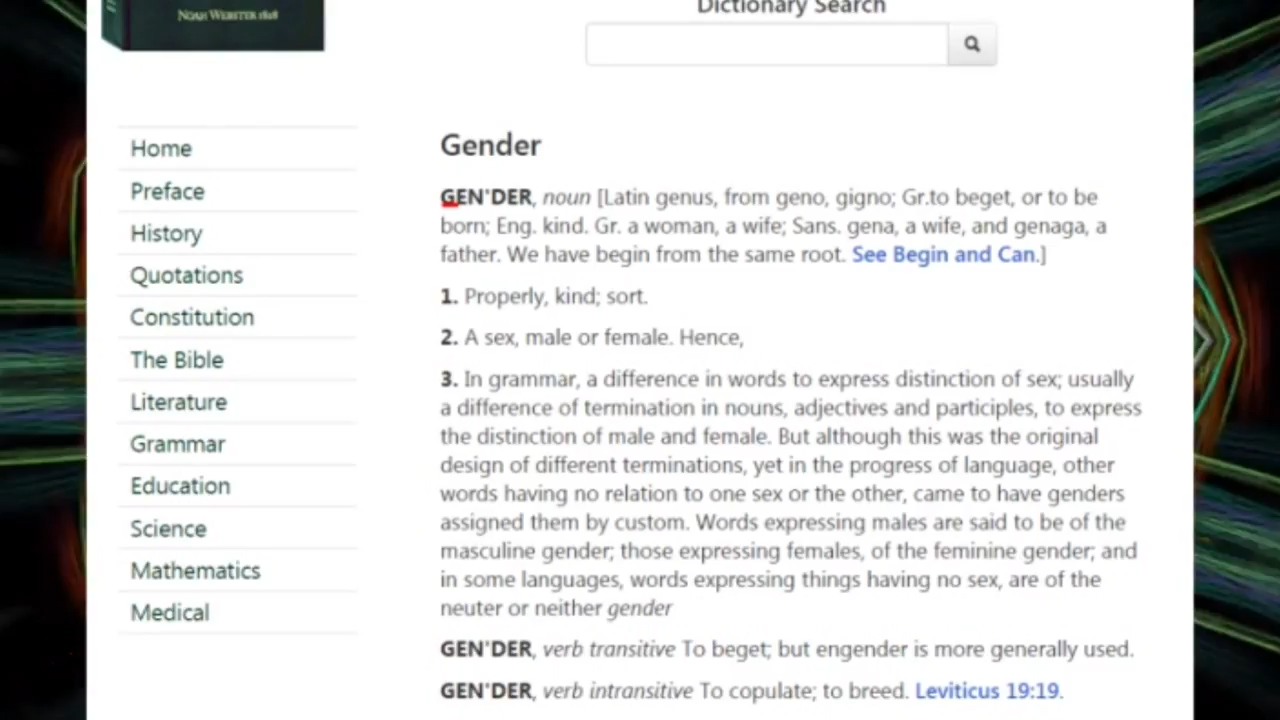 NOAH WEBSTER 1828
Dictionary Search
Home
Preface
History
Quotations
Constitution
The Bible
Literature
Grammar
Education
Science
Mathematics
Medical
Gender
GEN'DER, noun [Latin genus, from geno, gigno; Gr.to beget, or to be
born; Eng. kind. Gr. a woman, a wife; Sans. gena, a wife, and genaga, a
father. We have begin from the same root. See Begin and Can.]
1. Properly, kind; sort.
2. A sex, male or female. Hence,
3. In grammar, a difference in words to express distinction of sex; usually
a difference of termination in nouns, adjectives and participles, to express
the distinction of male and female. But although this was the original
design of different terminations, yet in the progress of language, other
words having no relation to one sex or the other, came to have genders
assigned them by custom. Words expressing males are said to be of the
masculine gender; those expressing females, of the feminine gender; and
in some languages, words expressing things having no sex, are of the
neuter or neither gender
GEN'DER, verb transitive To beget; but engender is more generally used.
GEN'DER, verb intransitive To copulate; to breed. Leviticus 19:19.